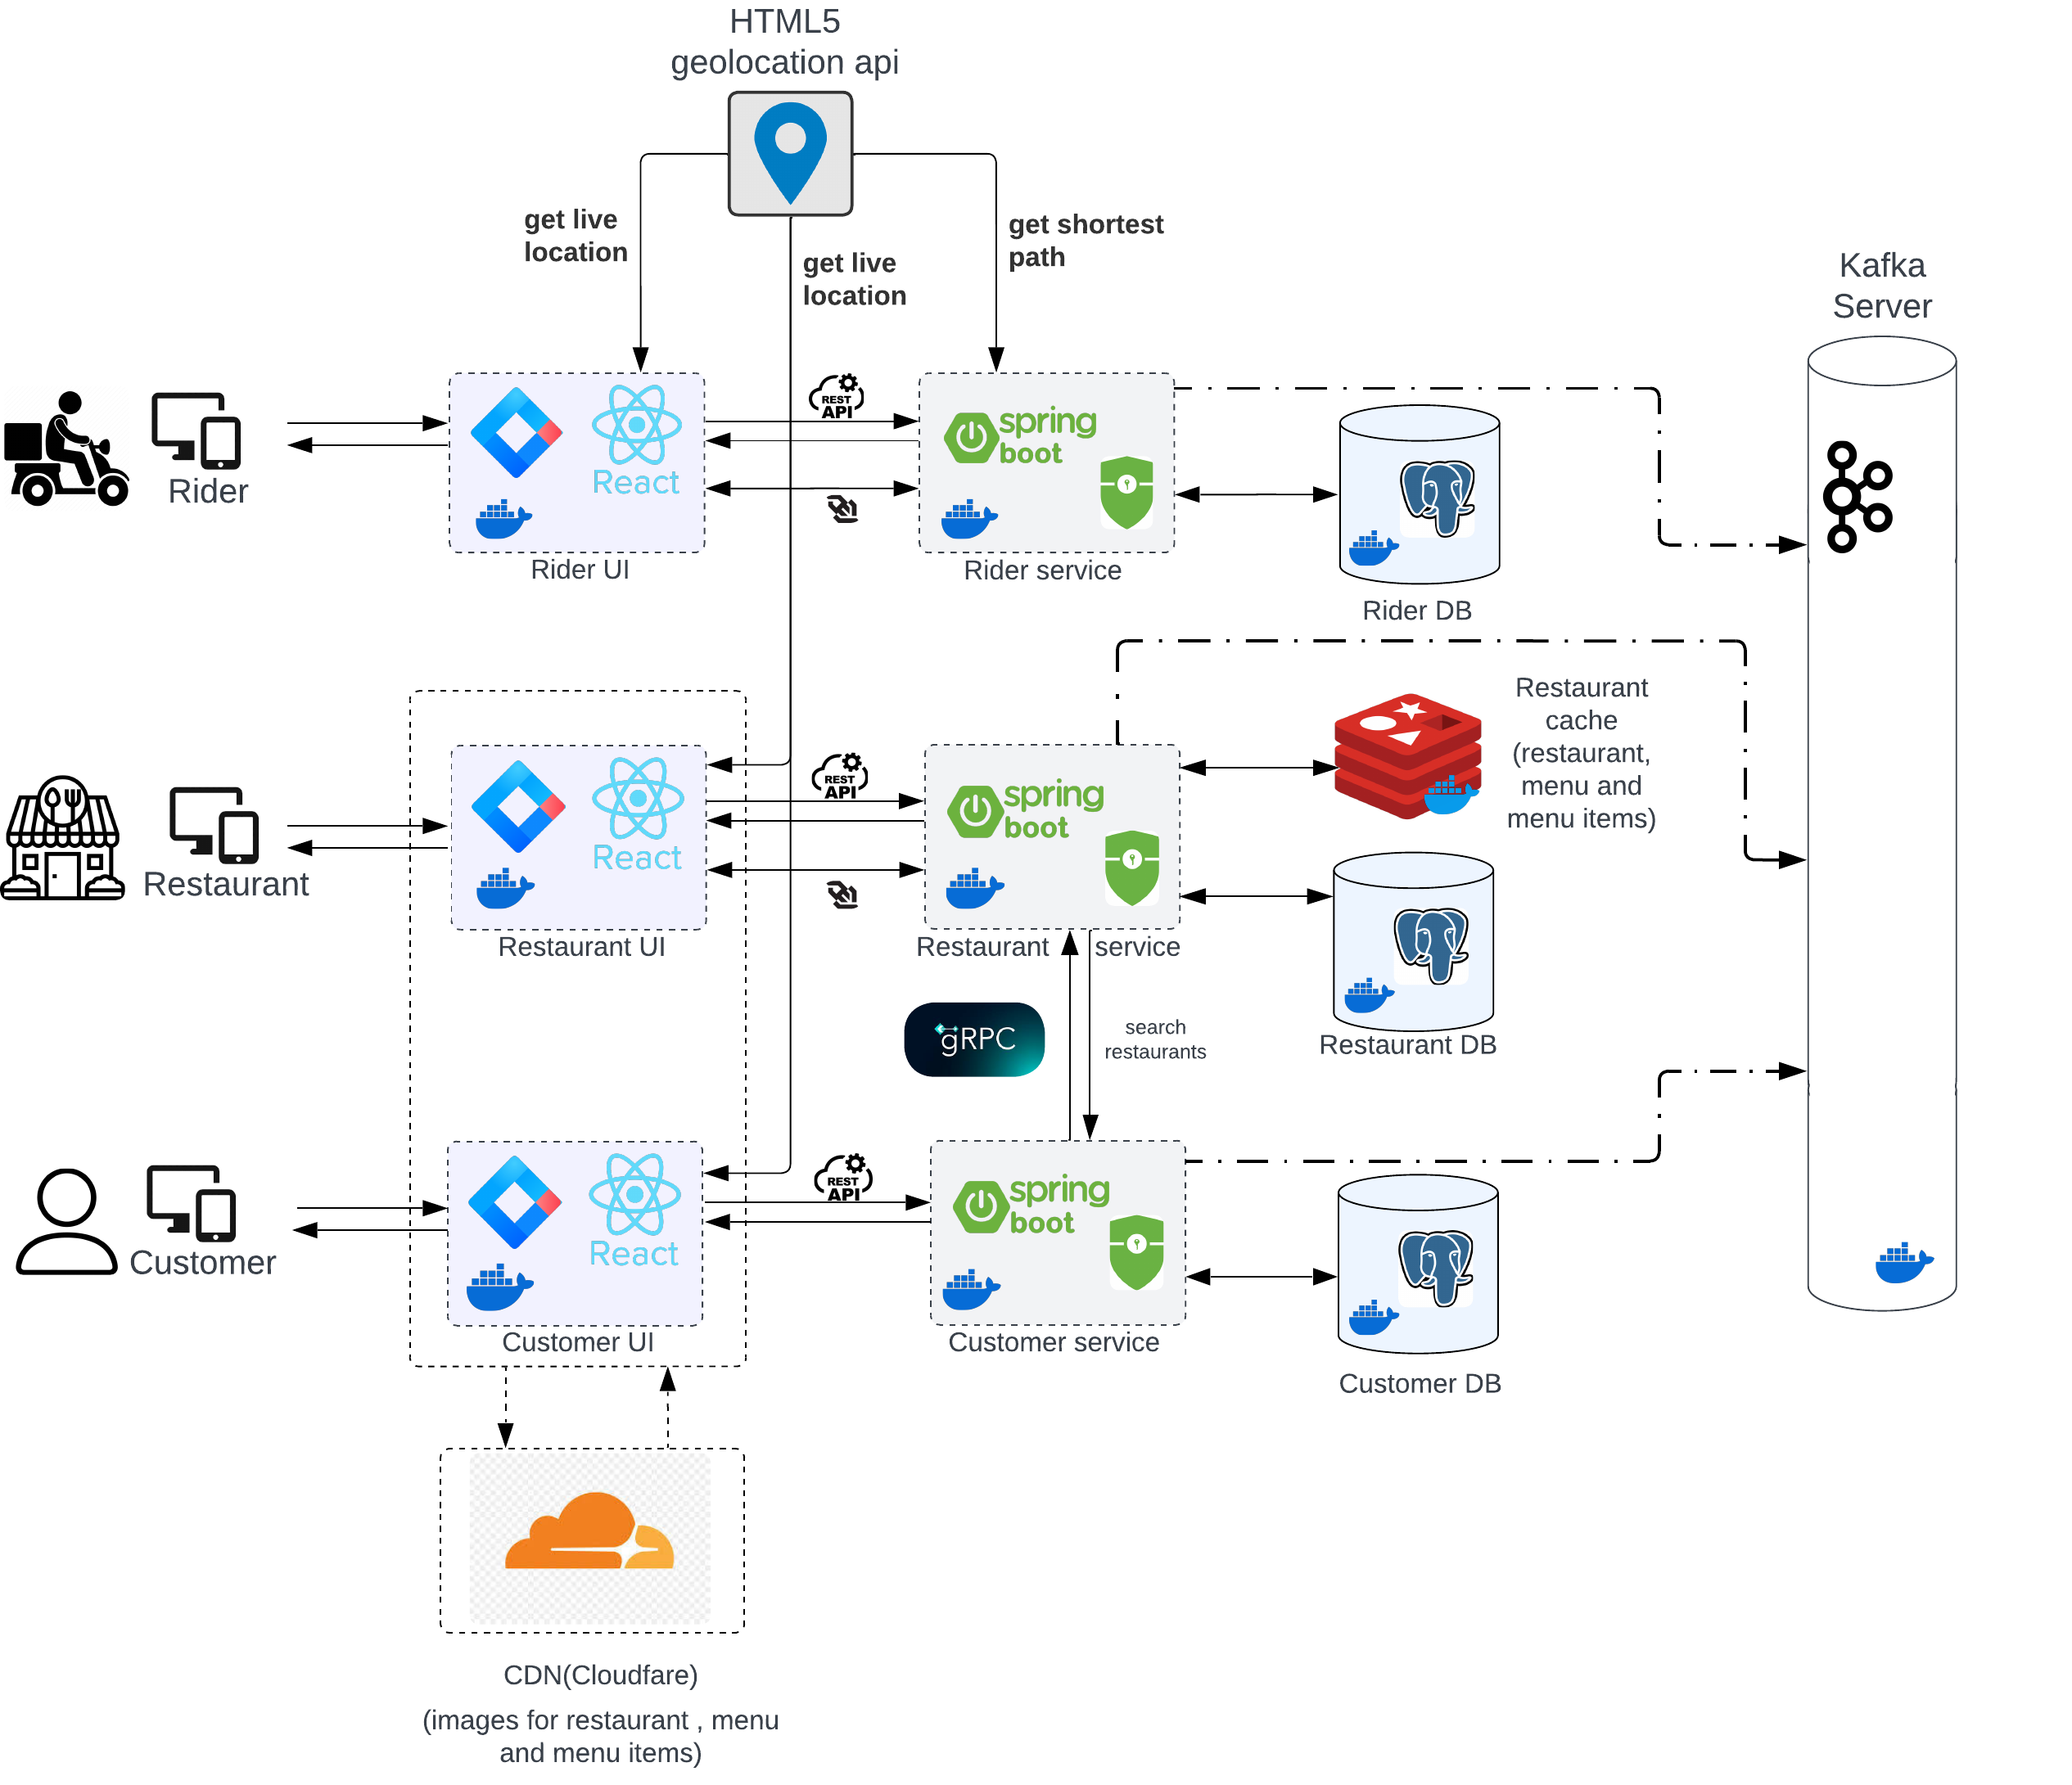 HTML5
geolocation api
get live
location
get live
location
get shortest
path
Kafka
Server
REST
API
Rider
React
spring
boot
Rider UI
Rider service
Rider DB
Restaurant
cache
(restaurant,
menu and
menu items)
REST
API
Restaurant
React
spring
boot
Restaurant UI
Restaurant service
Restaurant DB
gRPC
search
restaurants
REST
API
Customer
React
spring
boot
Customer UI
Customer service
Customer DB
CDN(Cloudfare)
(images for restaurant , menu
and menu items)